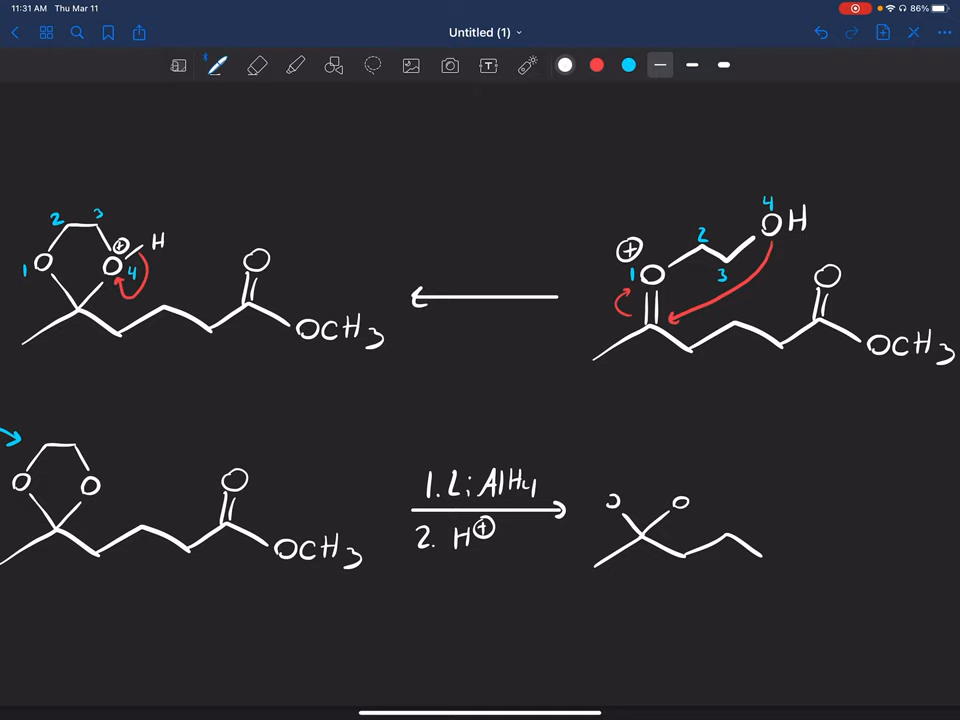 11:31 AM Thu Mar 11
86%
Untitled (1)
T
2 3
1 O O ⊕ H
4
O
OCH3
4
OH
⊕ 2
1 O 3
O
OCH3
O O
O
OCH3
1. LiAlH4
2. H⊕
O O